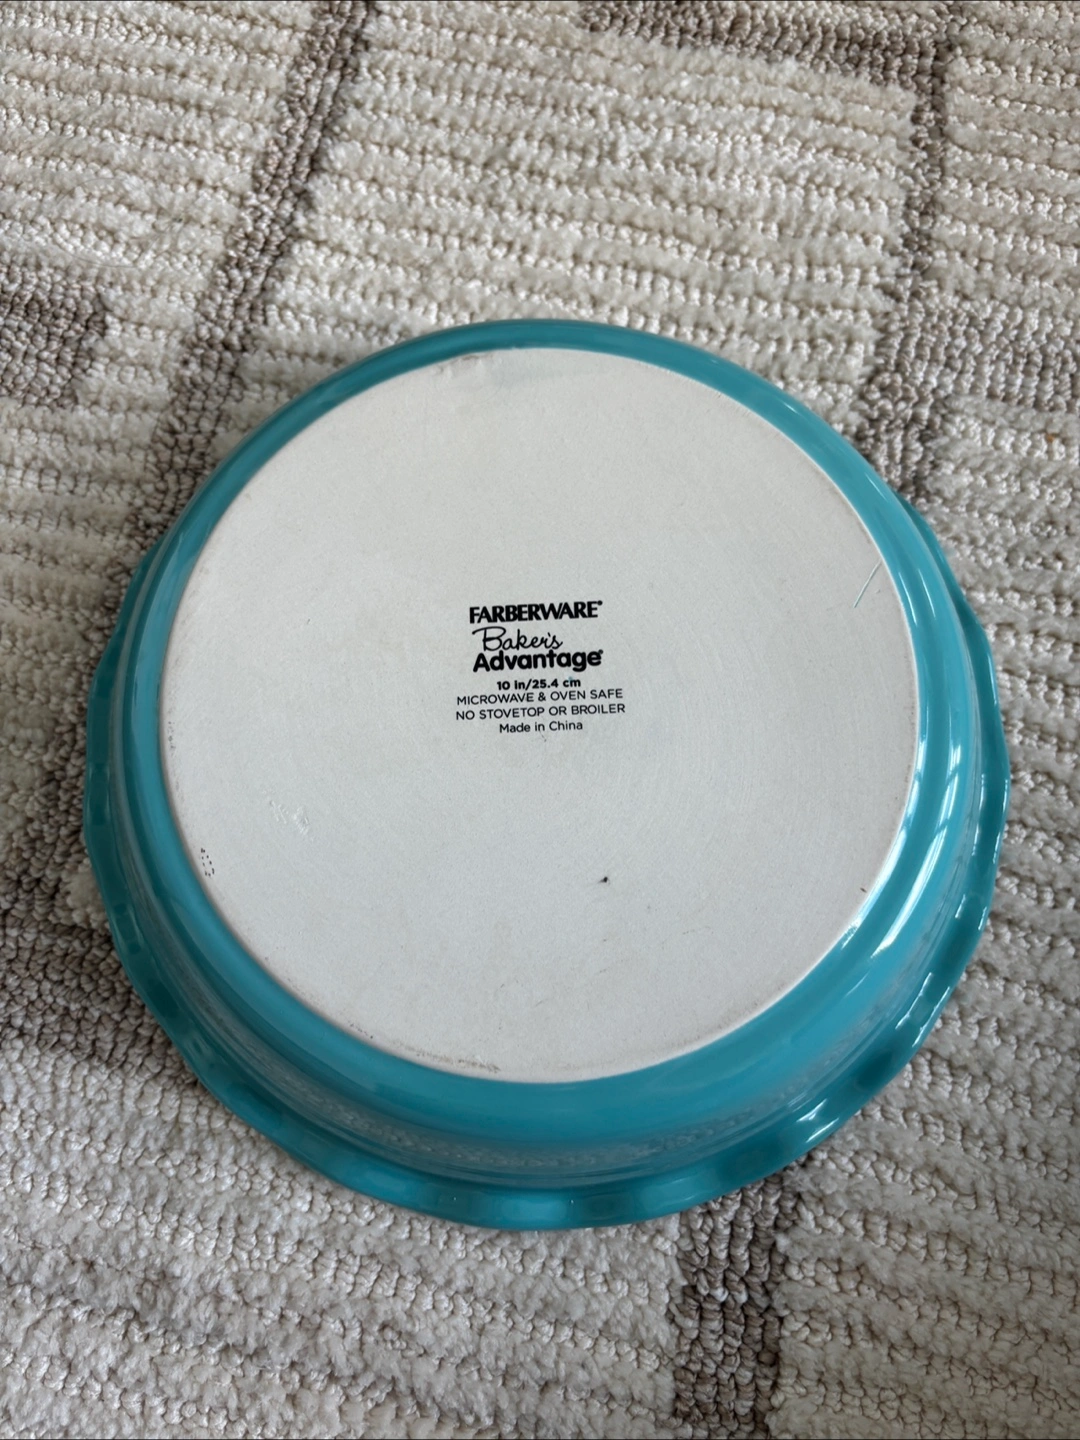 FARBERWARE®
Baker's
Advantage®
10 in/25.4 cm
MICROWAVE & OVEN SAFE
NO STOVETOP OR BROILER
Made in China